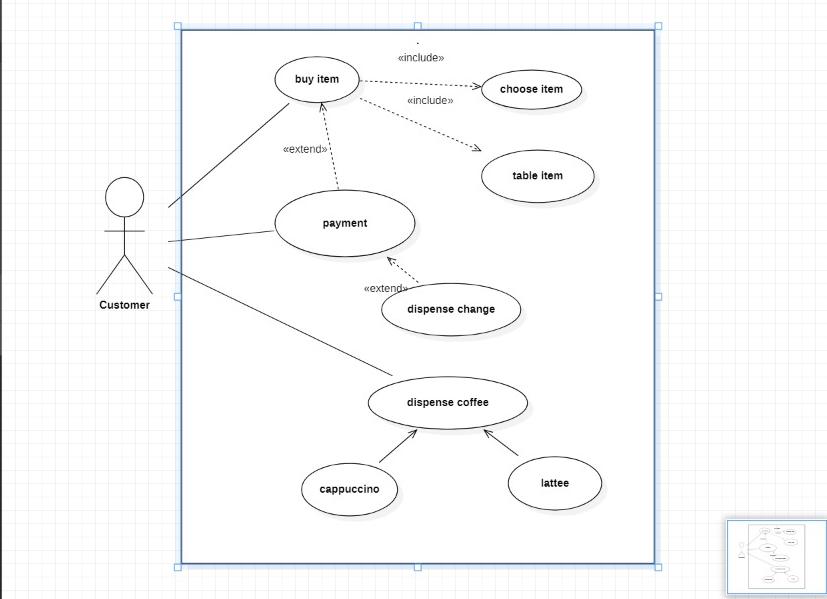 «include»
buy item
choose item
«include»
«extend»
table item
payment
«extend»
dispense change
Customer
dispense coffee
cappuccino
lattee